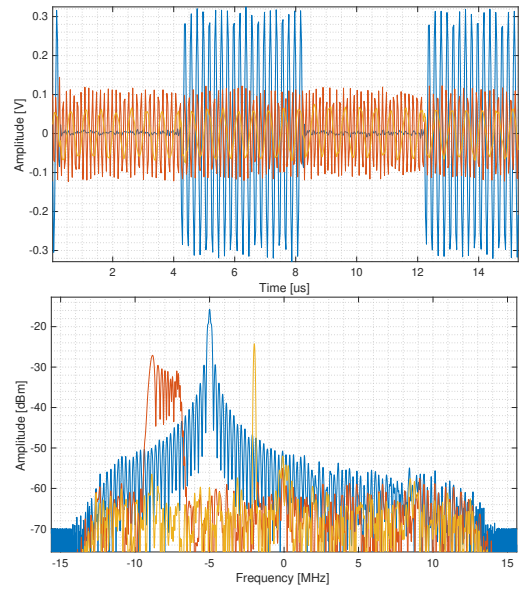 0.3
0.2
0.1
0
-0.1
-0.2
-0.3
Amplitude [V]
2 4 6 8 10 12 14
Time [us]
-20
-30
-40
-50
-60
-70
Amplitude [dBm]
-15 -10 -5 0 5 10 15
Frequency [MHz]